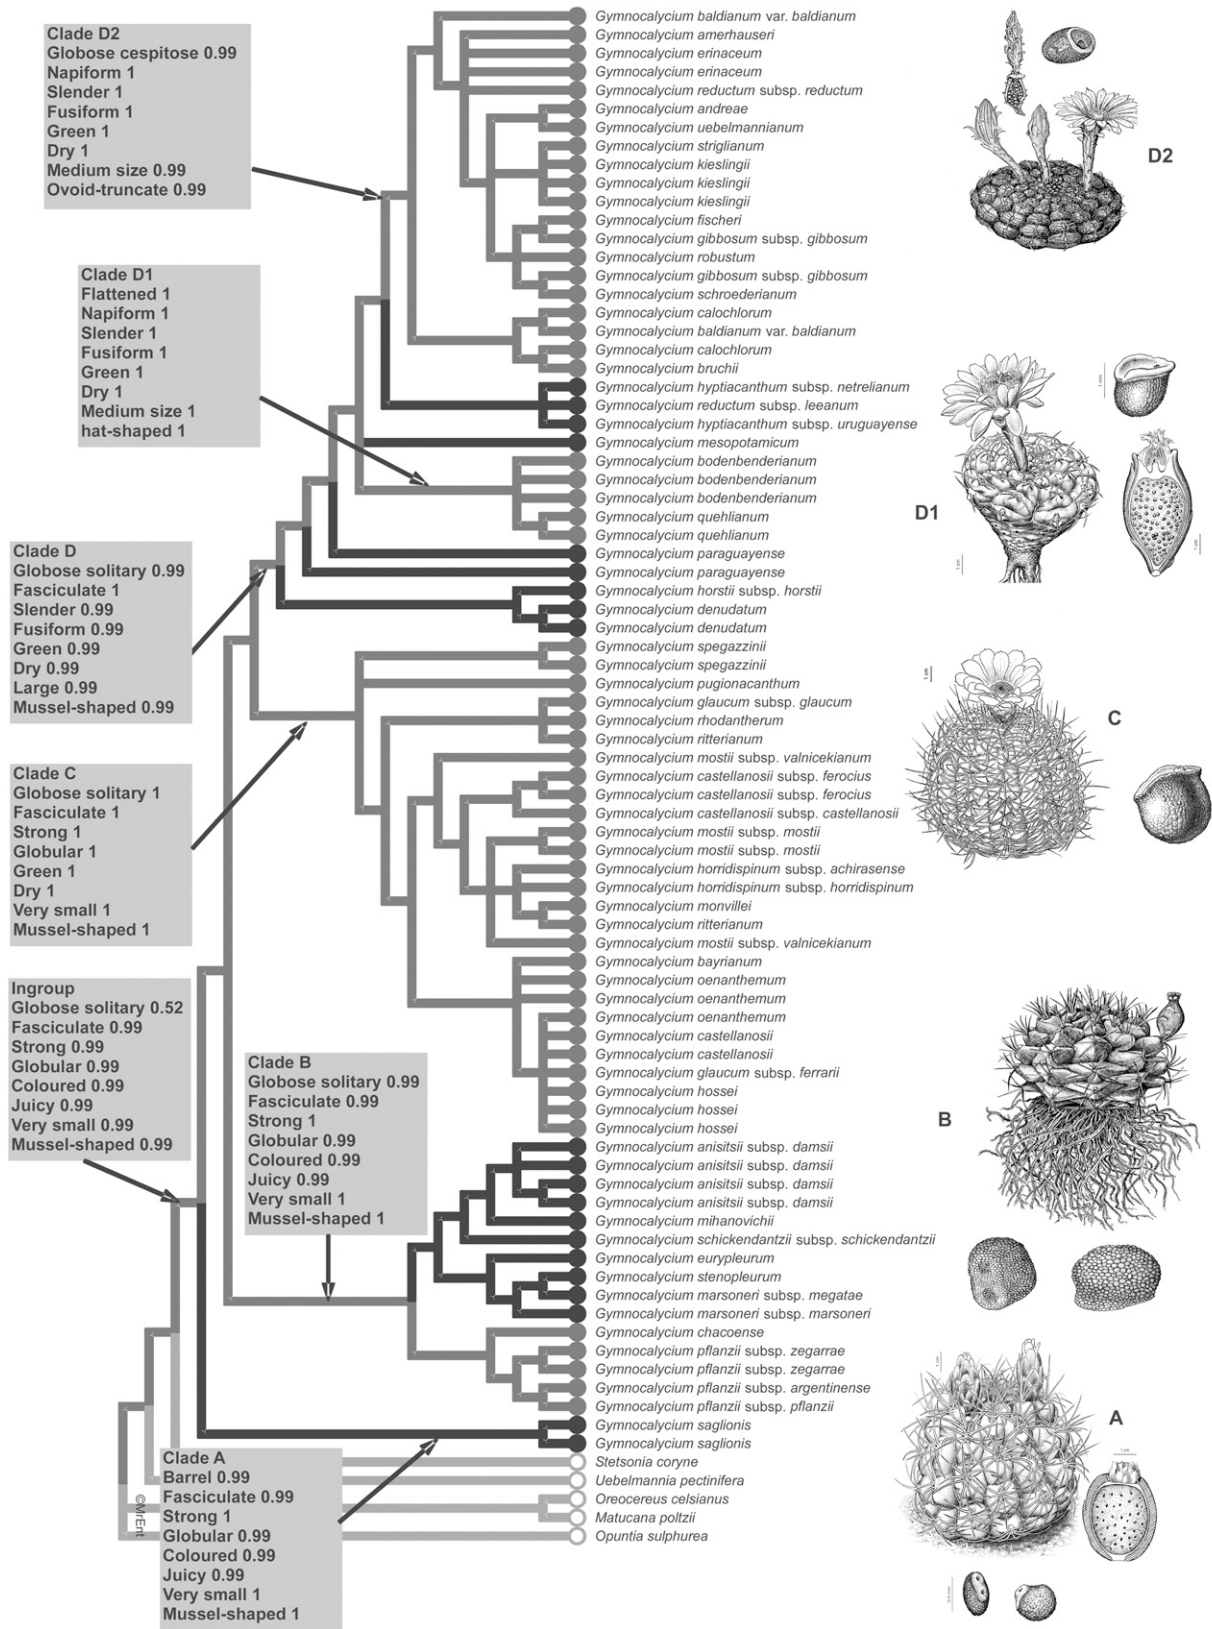 Clade D2
Globose cespitose 0.99
Napiform 1
Slender 1
Fusiform 1
Green 1
Dry 1
Medium size 0.99
Ovoid-truncate 0.99
Clade D1
Flattened 1
Napiform 1
Slender 1
Fusiform 1
Green 1
Dry 1
Medium size 1
hat-shaped 1
Clade D
Globose solitary 0.99
Fasciculate 1
Slender 0.99
Fusiform 0.99
Green 0.99
Dry 0.99
Large 0.99
Mussel-shaped 0.99
Clade C
Globose solitary 1
Fasciculate 1
Strong 1
Globular 1
Green 1
Dry 1
Very small 1
Mussel-shaped 1
Ingroup
Globose solitary 0.52
Fasciculate 0.99
Strong 0.99
Globular 0.99
Coloured 0.99
Juicy 0.99
Very small 0.99
Mussel-shaped 0.99
Clade B
Globose solitary 0.99
Fasciculate 0.99
Strong 1
Globular 0.99
Coloured 0.99
Juicy 0.99
Very small 1
Mussel-shaped 1
Clade A
Barrel 0.99
Fasciculate 0.99
Strong 1
Globular 0.99
Coloured 0.99
Juicy 0.99
Very small 1
Mussel-shaped 1
©MrEnt
Gymnocalycium baldianum var. baldianum
Gymnocalycium amerhauseri
Gymnocalycium erinaceum
Gymnocalycium erinaceum
Gymnocalycium reductum subsp. reductum
Gymnocalycium andreae
Gymnocalycium uebelmannianum
Gymnocalycium striglianum
Gymnocalycium kieslingii
Gymnocalycium kieslingii
Gymnocalycium kieslingii
Gymnocalycium fischeri
Gymnocalycium gibbosum subsp. gibbosum
Gymnocalycium robustum
Gymnocalycium gibbosum subsp. gibbosum
Gymnocalycium schroederianum
Gymnocalycium calochlorum
Gymnocalycium baldianum var. baldianum
Gymnocalycium calochlorum
Gymnocalycium bruchii
Gymnocalycium hyptiacanthum subsp. netrelianum
Gymnocalycium reductum subsp. leeanum
Gymnocalycium hyptiacanthum subsp. uruguayense
Gymnocalycium mesopotamicum
Gymnocalycium bodenbenderianum
Gymnocalycium bodenbenderianum
Gymnocalycium bodenbenderianum
Gymnocalycium quehlianum
Gymnocalycium quehlianum
Gymnocalycium paraguayense
Gymnocalycium paraguayense
Gymnocalycium horstii subsp. horstii
Gymnocalycium denudatum
Gymnocalycium denudatum
Gymnocalycium spegazzinii
Gymnocalycium spegazzinii
Gymnocalycium pugionacanthum
Gymnocalycium glaucum subsp. glaucum
Gymnocalycium rhodantherum
Gymnocalycium ritterianum
Gymnocalycium mostii subsp. valnicekianum
Gymnocalycium castellanosii subsp. ferocius
Gymnocalycium castellanosii subsp. ferocius
Gymnocalycium castellanosii subsp. castellanosii
Gymnocalycium mostii subsp. mostii
Gymnocalycium mostii subsp. mostii
Gymnocalycium horridispinum subsp. achirasense
Gymnocalycium horridispinum subsp. horridispinum
Gymnocalycium monvillei
Gymnocalycium ritterianum
Gymnocalycium mostii subsp. valnicekianum
Gymnocalycium bayrianum
Gymnocalycium oenanthemum
Gymnocalycium oenanthemum
Gymnocalycium oenanthemum
Gymnocalycium castellanosii
Gymnocalycium castellanosii
Gymnocalycium glaucum subsp. ferrarii
Gymnocalycium hossei
Gymnocalycium hossei
Gymnocalycium hossei
Gymnocalycium anisitsii subsp. damsii
Gymnocalycium anisitsii subsp. damsii
Gymnocalycium anisitsii subsp. damsii
Gymnocalycium anisitsii subsp. damsii
Gymnocalycium mihanovichii
Gymnocalycium schickendantzii subsp. schickendantzii
Gymnocalycium eurypleurum
Gymnocalycium stenopleurum
Gymnocalycium marsoneri subsp. megatae
Gymnocalycium marsoneri subsp. marsoneri
Gymnocalycium chacoense
Gymnocalycium pflanzii subsp. zegarrae
Gymnocalycium pflanzii subsp. zegarrae
Gymnocalycium pflanzii subsp. argentinense
Gymnocalycium pflanzii subsp. pflanzii
Gymnocalycium saglionis
Gymnocalycium saglionis
Stetsonia coryne
Uebelmannia pectinifera
Oreocereus celsianus
Matucana poltzii
Opuntia sulphurea
D2
D1
C
B
A